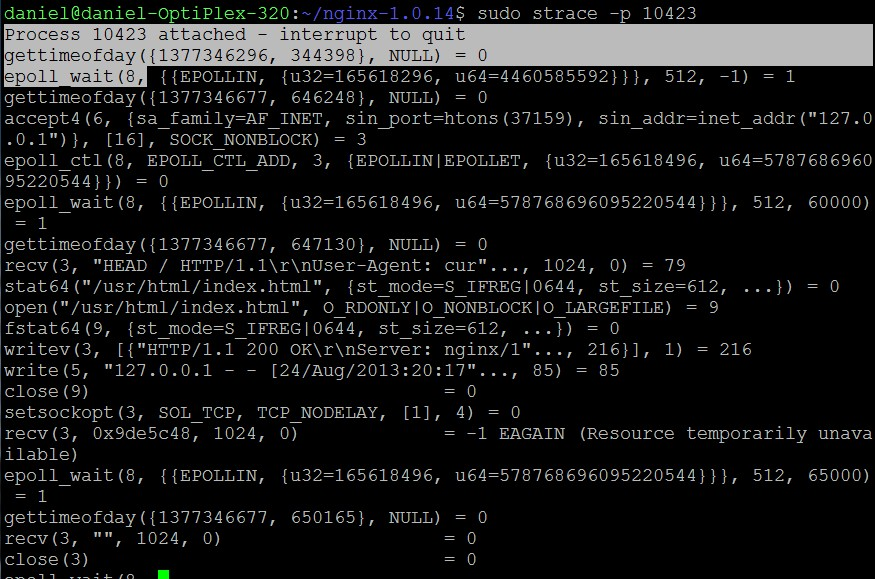 daniel@daniel-OptiPlex-320:~/nginx-1.0.14$ sudo strace -p 10423
Process 10423 attached - interrupt to quit
gettimeofday({1377346296, 344398}, NULL) = 0
epoll_wait(8, {{EPOLLIN, {u32=165618296, u64=4460585592}}}, 512, -1) = 1
gettimeofday({1377346677, 646248}, NULL) = 0
accept4(6, {sa_family=AF_INET, sin_port=htons(37159), sin_addr=inet_addr("127.0
.0.1")}, [16], SOCK_NONBLOCK) = 3
epoll_ctl(8, EPOLL_CTL_ADD, 3, {EPOLLIN|EPOLLET, {u32=165618496, u64=5787686960
95220544}}) = 0
epoll_wait(8, {{EPOLLIN, {u32=165618496, u64=578768696095220544}}}, 512, 60000)
= 1
gettimeofday({1377346677, 647130}, NULL) = 0
recv(3, "HEAD / HTTP/1.1\r\nUser-Agent: cur"..., 1024, 0) = 79
stat64("/usr/html/index.html", {st_mode=S_IFREG|0644, st_size=612, ...}) = 0
open("/usr/html/index.html", O_RDONLY|O_NONBLOCK|O_LARGEFILE) = 9
fstat64(9, {st_mode=S_IFREG|0644, st_size=612, ...}) = 0
writev(3, [{"HTTP/1.1 200 OK\r\nServer: nginx/1"..., 216}], 1) = 216
write(5, "127.0.0.1 - - [24/Aug/2013:20:17"..., 85) = 85
close(9) = 0
setsockopt(3, SOL_TCP, TCP_NODELAY, [1], 4) = 0
recv(3, 0x9de5c48, 1024, 0) = -1 EAGAIN (Resource temporarily unava
ilable)
epoll_wait(8, {{EPOLLIN, {u32=165618496, u64=578768696095220544}}}, 512, 65000)
= 1
gettimeofday({1377346677, 650165}, NULL) = 0
recv(3, "", 1024, 0) = 0
close(3) = 0
epoll_wait(8,